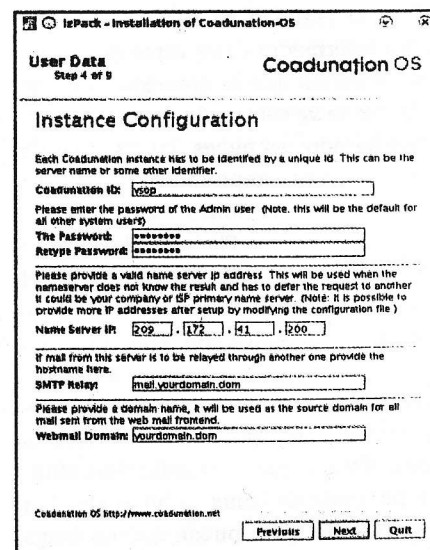 IzPack - Installation of Coadunation-OS
User Data
Step 4 of 9
Coadunation OS
Instance Configuration
Each Coadunation instance has to be identifed by a unique id. This can be the
server name or some other identifier.
Coadunation ID: ysop
Please enter the password of the Admin user (Note. this will be the default for
all other system users)
The Password: ••••••••
Retype Password: ••••••••
Please provide a valid name server ip address This will be used when the
nameserver does not know the result and has to defer the request to another
It could be your company or ISP primary name server. (Note: It is possible to
provide more IP addresses after setup by modifying the configuration file )
Name Server IP: 209 . 172 . 41 . 200
If mail from this server is to be relayed through another one provide the
hostname here.
SMTP Relay: mail.yourdomain.dom
Please provide a domain name, it will be used as the source domain for all
mail sent from the web mail frontend.
Webmail Domain: yourdomain.dom
Coadunation OS http://www.coadunation.net
Previous Next Quit